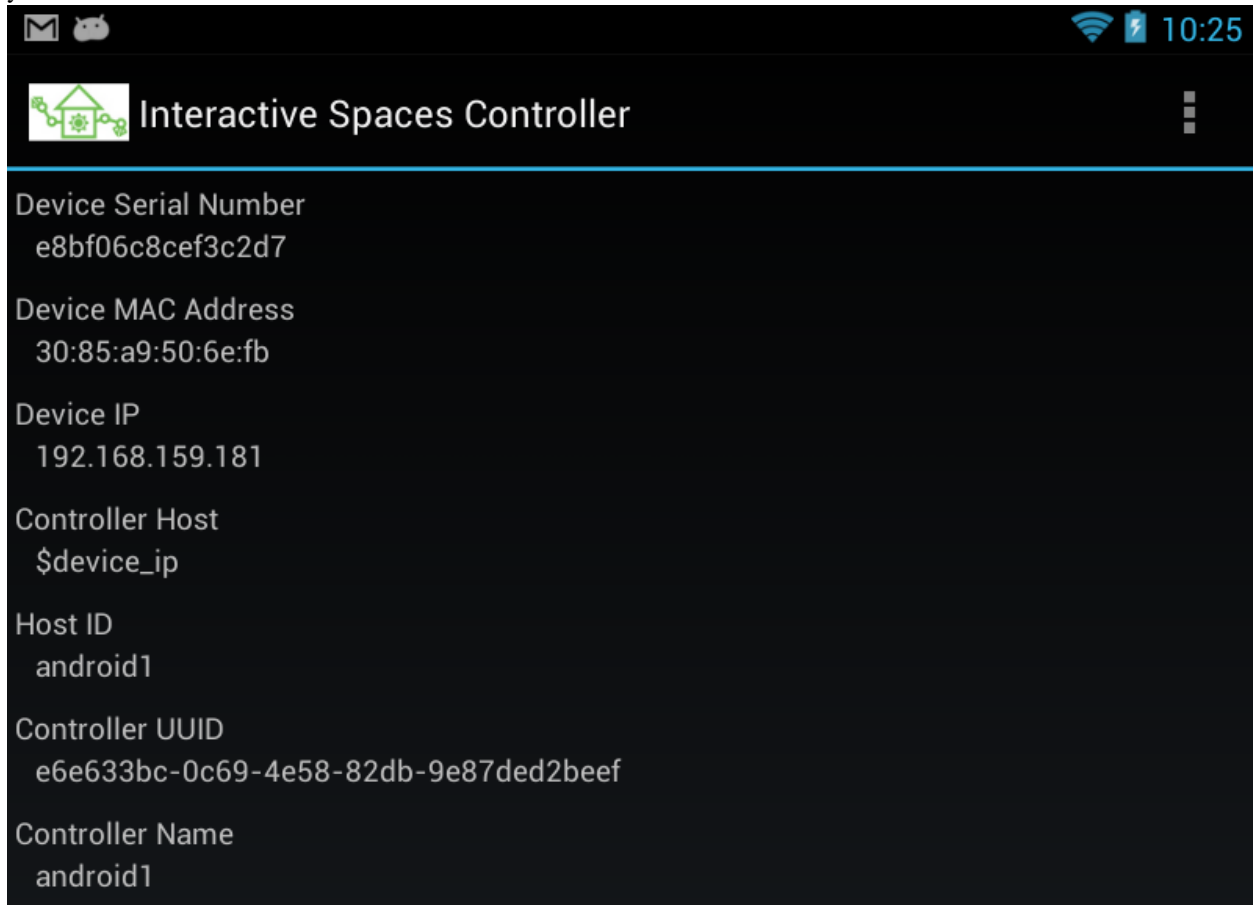 10:25
Interactive Spaces Controller
Device Serial Number
e8bf06c8cef3c2d7
Device MAC Address
30:85:a9:50:6e:fb
Device IP
192.168.159.181
Controller Host
$device_ip
Host ID
android1
Controller UUID
e6e633bc-0c69-4e58-82db-9e87ded2beef
Controller Name
android1